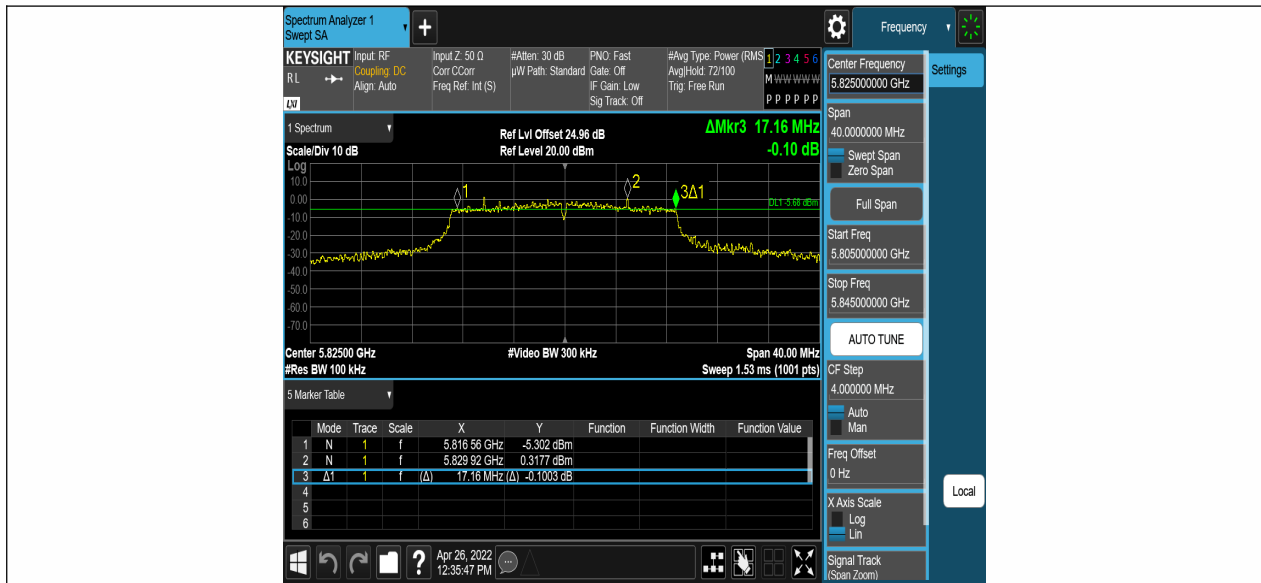 Spectrum Analyzer 1
Swept SA
+
Frequency
KEYSIGHT
RL
LXI
Input: RF
Coupling: DC
Align: Auto
Input Z: 50 Ω
Corr CCorr
Freq Ref: Int (S)
#Atten: 30 dB
µW Path: Standard
PNO: Fast
Gate: Off
IF Gain: Low
Sig Track: Off
#Avg Type: Power (RMS
Avg|Hold: 72/100
Trig: Free Run
1 2 3 4 5 6
M W W W W W
P P P P P P
1 Spectrum
Scale/Div 10 dB
Ref Lvl Offset 24.96 dB
Ref Level 20.00 dBm
ΔMkr3 17.16 MHz
-0.10 dB
Log
10.0
0.00
-10.0
-20.0
-30.0
-40.0
-50.0
-60.0
-70.0
1
2
3Δ1
DL1 -5.68 dBm
Center 5.82500 GHz
#Video BW 300 kHz
Span 40.00 MHz
#Res BW 100 kHz
Sweep 1.53 ms (1001 pts)
5 Marker Table
Mode Trace Scale X Y Function Function Width Function Value
1 N 1 f 5.816 56 GHz -5.302 dBm
2 N 1 f 5.829 92 GHz 0.3177 dBm
3 Δ1 1 f (Δ) 17.16 MHz (Δ) -0.1003 dB
4
5
6
?
Apr 26, 2022
12:35:47 PM
Center Frequency
5.825000000 GHz
Span
40.0000000 MHz
Swept Span
Zero Span
Full Span
Start Freq
5.805000000 GHz
Stop Freq
5.845000000 GHz
AUTO TUNE
CF Step
4.000000 MHz
Auto
Man
Freq Offset
0 Hz
X Axis Scale
Log
Lin
Signal Track
(Span Zoom)
Settings
Local